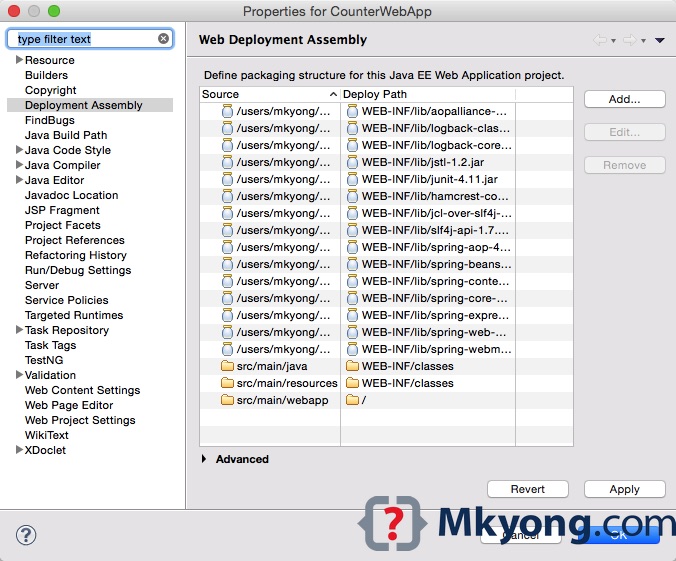 Properties for CounterWebApp
type filter text
Resource
Builders
Copyright
Deployment Assembly
FindBugs
Java Build Path
Java Code Style
Java Compiler
Java Editor
Javadoc Location
JSP Fragment
Project Facets
Project References
Refactoring History
Run/Debug Settings
Server
Service Policies
Targeted Runtimes
Task Repository
Task Tags
TestNG
Validation
Web Content Settings
Web Page Editor
Web Project Settings
WikiText
XDoclet
Web Deployment Assembly
Define packaging structure for this Java EE Web Application project.
Source Deploy Path
/users/mkyong/... WEB-INF/lib/aopalliance-...
/users/mkyong/... WEB-INF/lib/logback-clas...
/users/mkyong/... WEB-INF/lib/logback-core...
/users/mkyong/... WEB-INF/lib/jstl-1.2.jar
/users/mkyong/... WEB-INF/lib/junit-4.11.jar
/users/mkyong/... WEB-INF/lib/hamcrest-co...
/users/mkyong/... WEB-INF/lib/jcl-over-slf4j-...
/users/mkyong/... WEB-INF/lib/slf4j-api-1.7....
/users/mkyong/... WEB-INF/lib/spring-aop-4...
/users/mkyong/... WEB-INF/lib/spring-beans...
/users/mkyong/... WEB-INF/lib/spring-conte...
/users/mkyong/... WEB-INF/lib/spring-core-...
/users/mkyong/... WEB-INF/lib/spring-expre...
/users/mkyong/... WEB-INF/lib/spring-web-...
/users/mkyong/... WEB-INF/lib/spring-webm...
src/main/java WEB-INF/classes
src/main/resources WEB-INF/classes
src/main/webapp /
Add...
Edit...
Remove
Advanced
Revert Apply
? Mkyong.com
Cancel OK